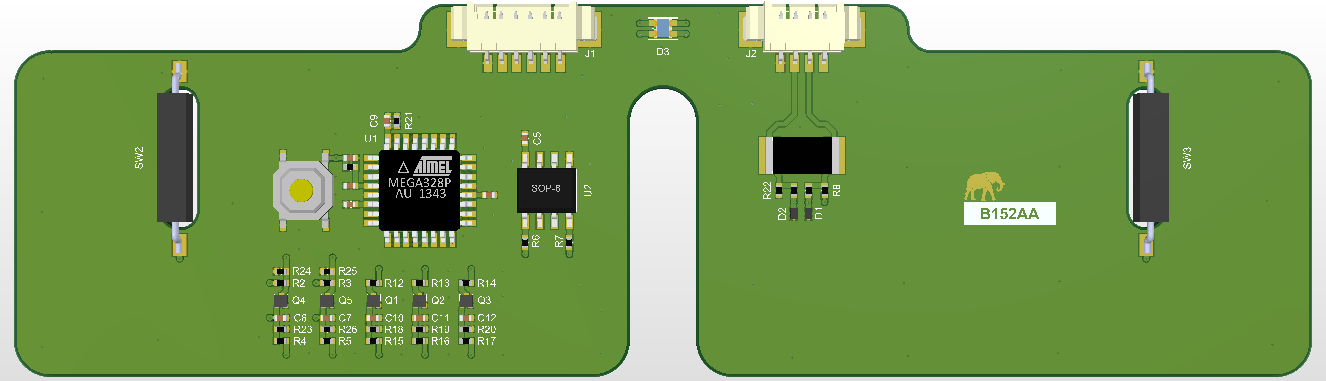 J1
D3
J2
SW2
C9
R21
U1
ATMEL
MEGA328P
AU 1343
C5
SOP-8
U2
R6
R7
R22
R8
D2
D1
B152AA
SW3
R24
R25
R2
R3
R12
R13
R14
Q4
Q5
Q1
Q2
Q3
C6
C7
C10
C11
C12
R23
R26
R18
R19
R20
R4
R5
R15
R16
R17